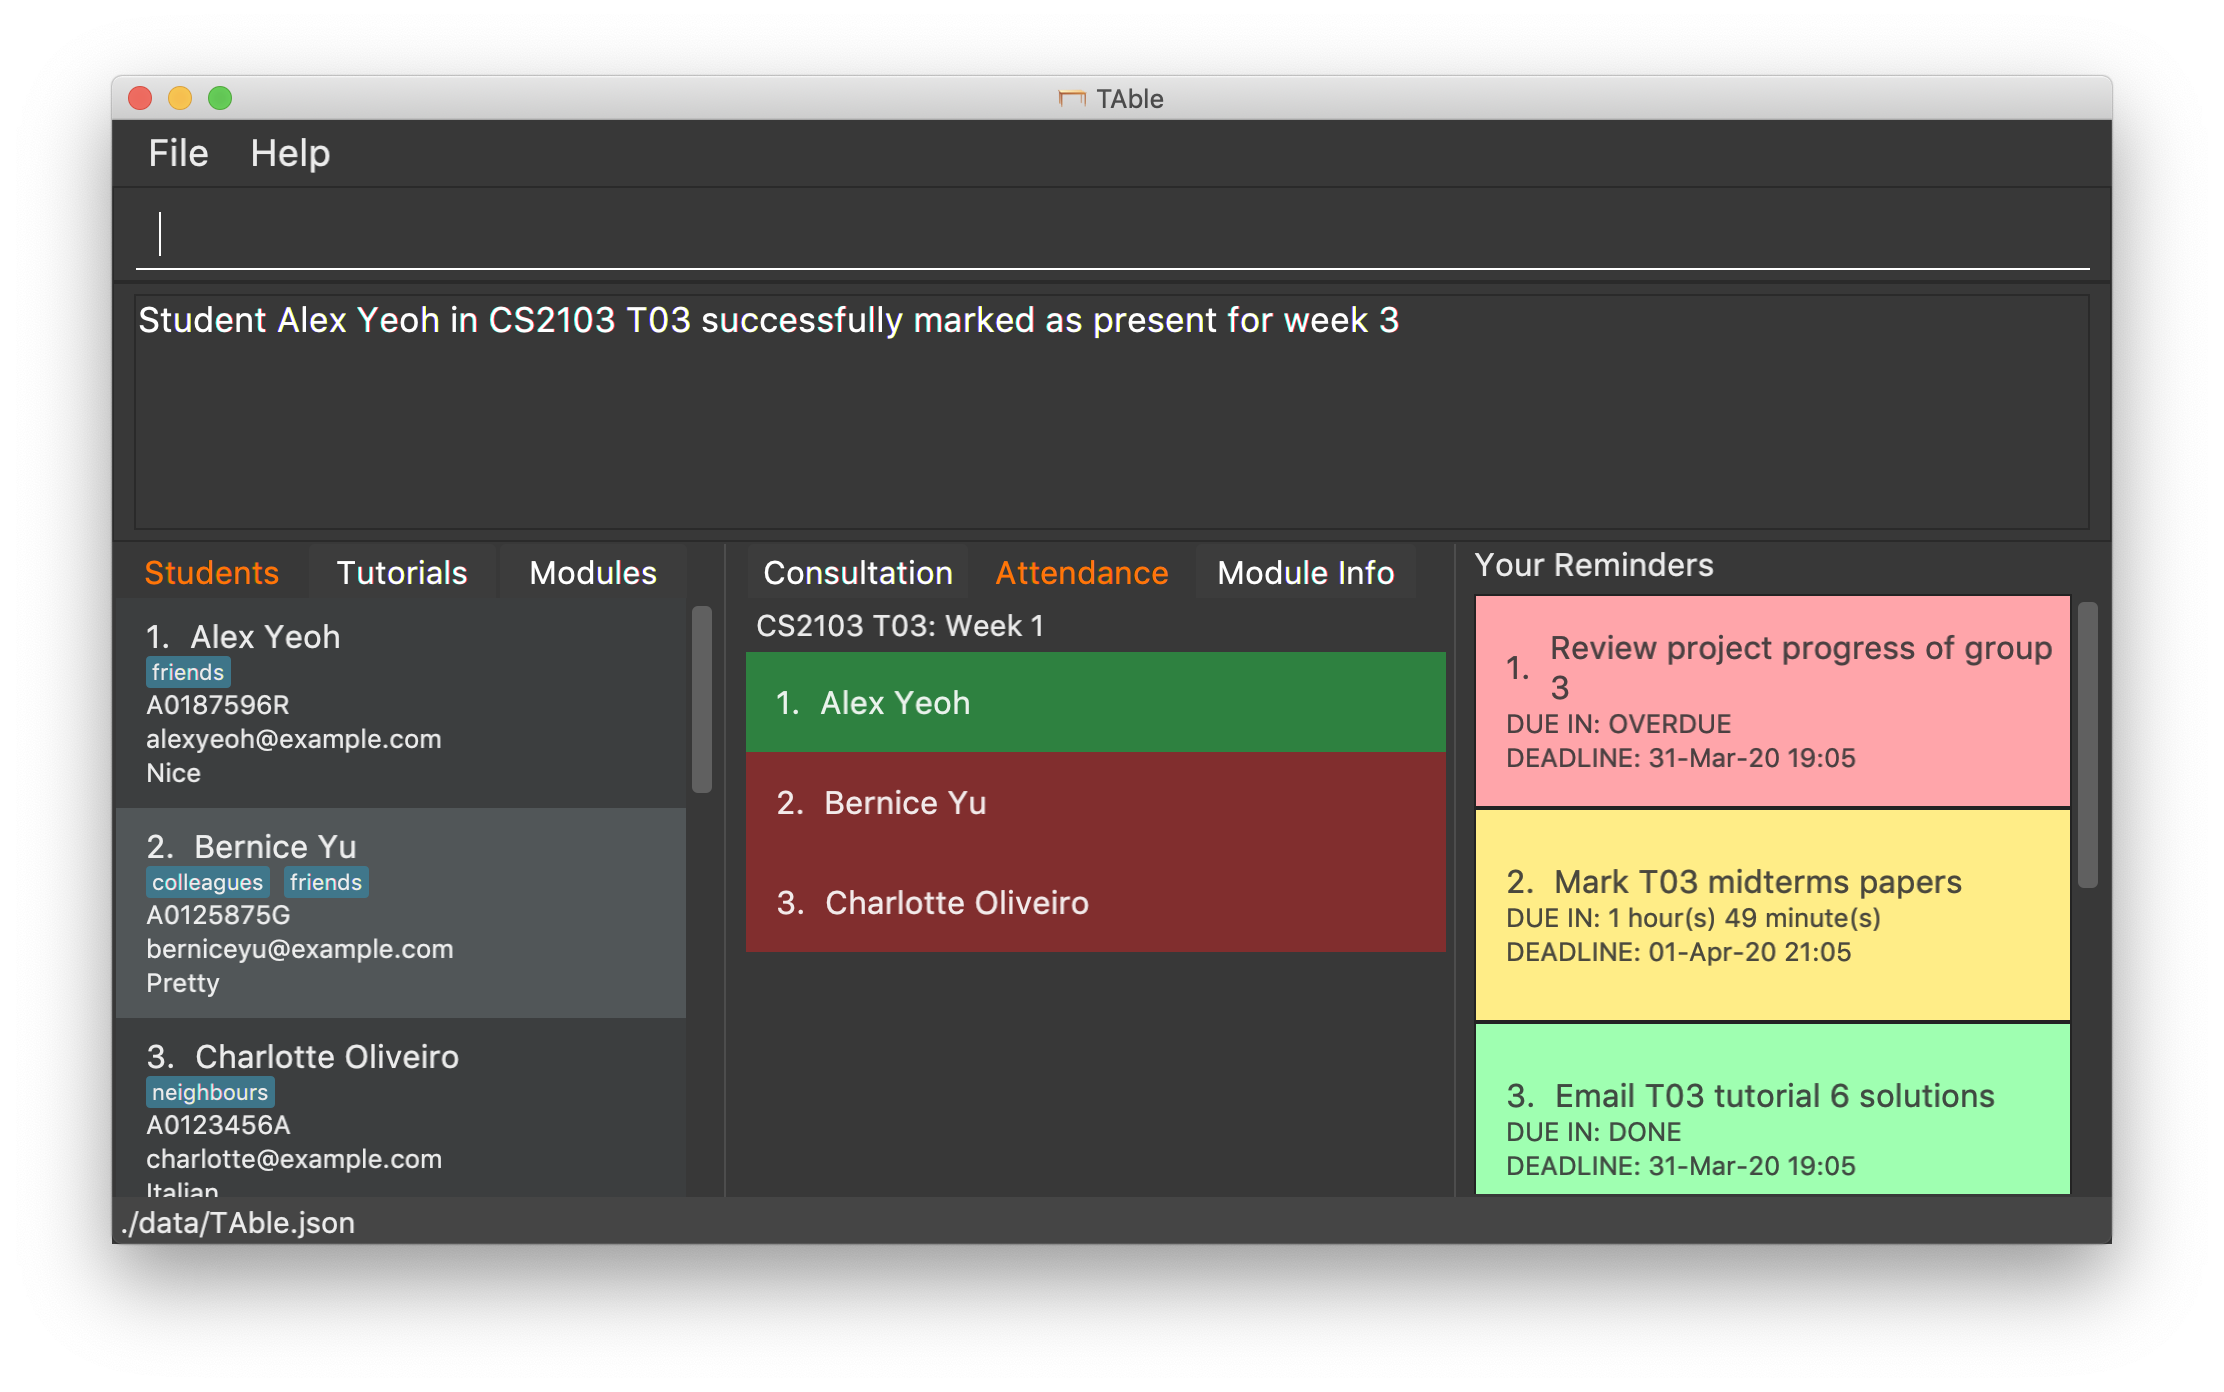 TAble
File Help
Student Alex Yeoh in CS2103 T03 successfully marked as present for week 3
Students Tutorials Modules
1. Alex Yeoh
friends
A0187596R
alexyeoh@example.com
Nice
2. Bernice Yu
colleagues friends
A0125875G
berniceyu@example.com
Pretty
3. Charlotte Oliveiro
neighbours
A0123456A
charlotte@example.com
Italian
Consultation Attendance Module Info
CS2103 T03: Week 1
1. Alex Yeoh
2. Bernice Yu
3. Charlotte Oliveiro
Your Reminders
1. Review project progress of group
3
DUE IN: OVERDUE
DEADLINE: 31-Mar-20 19:05
2. Mark T03 midterms papers
DUE IN: 1 hour(s) 49 minute(s)
DEADLINE: 01-Apr-20 21:05
3. Email T03 tutorial 6 solutions
DUE IN: DONE
DEADLINE: 31-Mar-20 19:05
./data/TAble.json